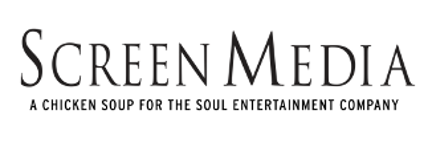 SCREEN MEDIA
A CHICKEN SOUP FOR THE SOUL ENTERTAINMENT COMPANY